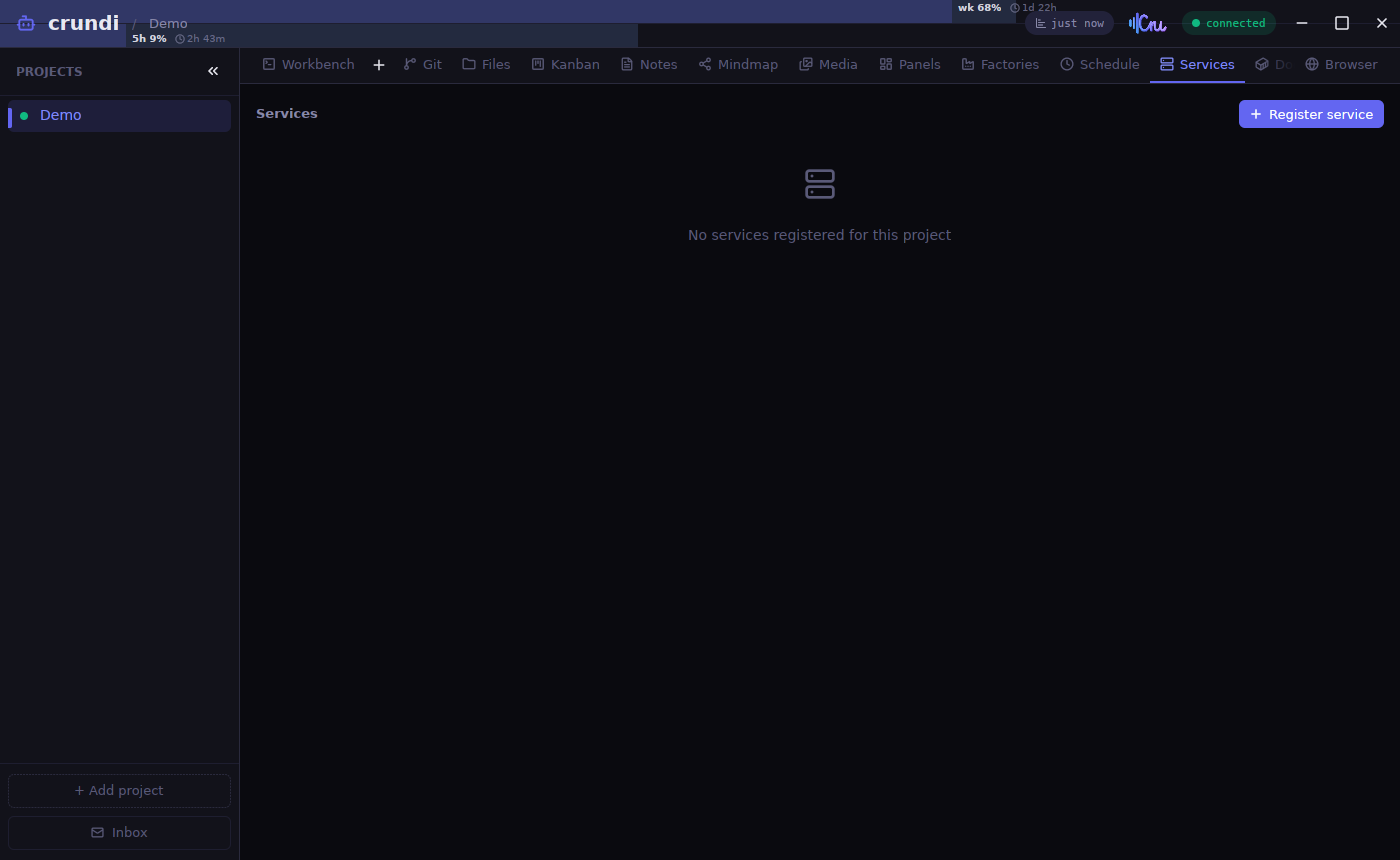 wk 68% 1d 22h
crundi / Demo
just now
connected
5h 9% 2h 43m
PROJECTS
Workbench
Git
Files
Kanban
Notes
Mindmap
Media
Panels
Factories
Schedule
Services
Do
Browser
Demo
Services
+ Register service
No services registered for this project
+ Add project
Inbox